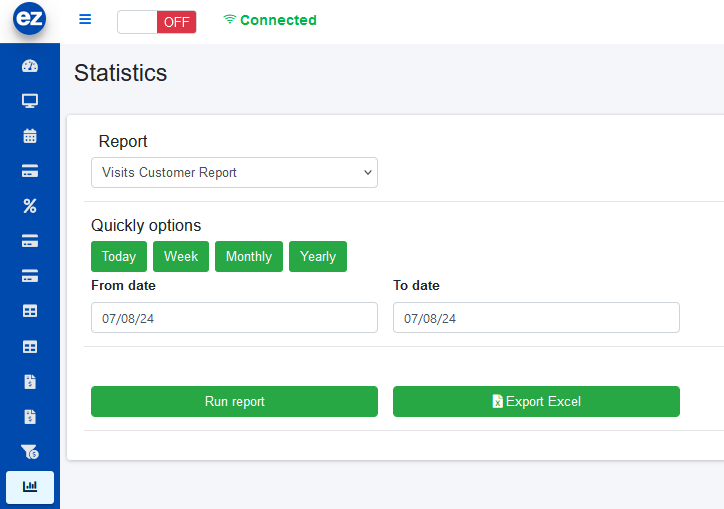 ez
OFF
Connected
Statistics
Report
Visits Customer Report
Quickly options
Today Week Monthly Yearly
From date To date
07/08/24 07/08/24
Run report Export Excel